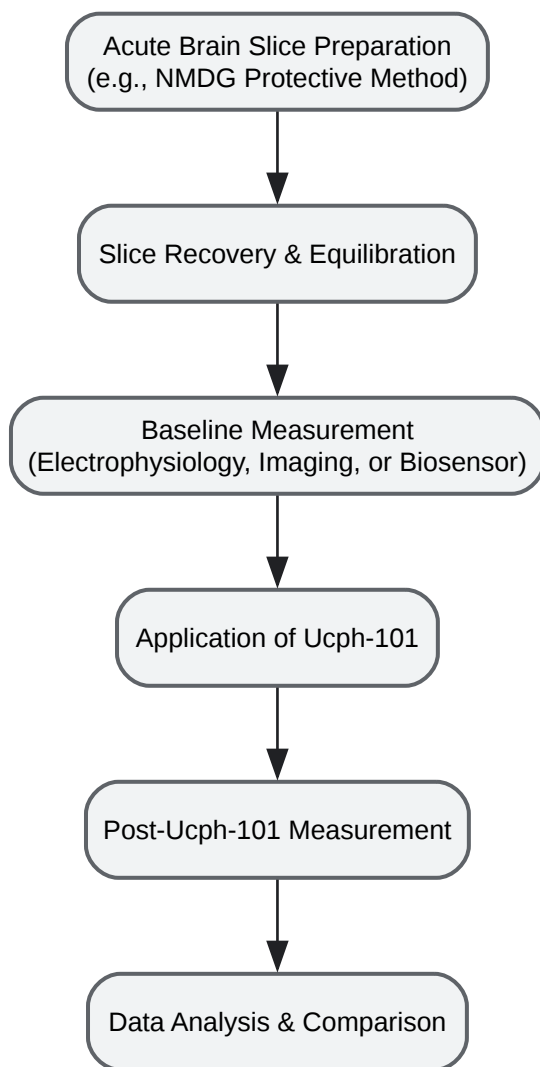 Acute Brain Slice Preparation
(e.g., NMDG Protective Method)
Slice Recovery & Equilibration
Baseline Measurement
(Electrophysiology, Imaging, or Biosensor)
Application of Ucph-101
Post-Ucph-101 Measurement
Data Analysis & Comparison